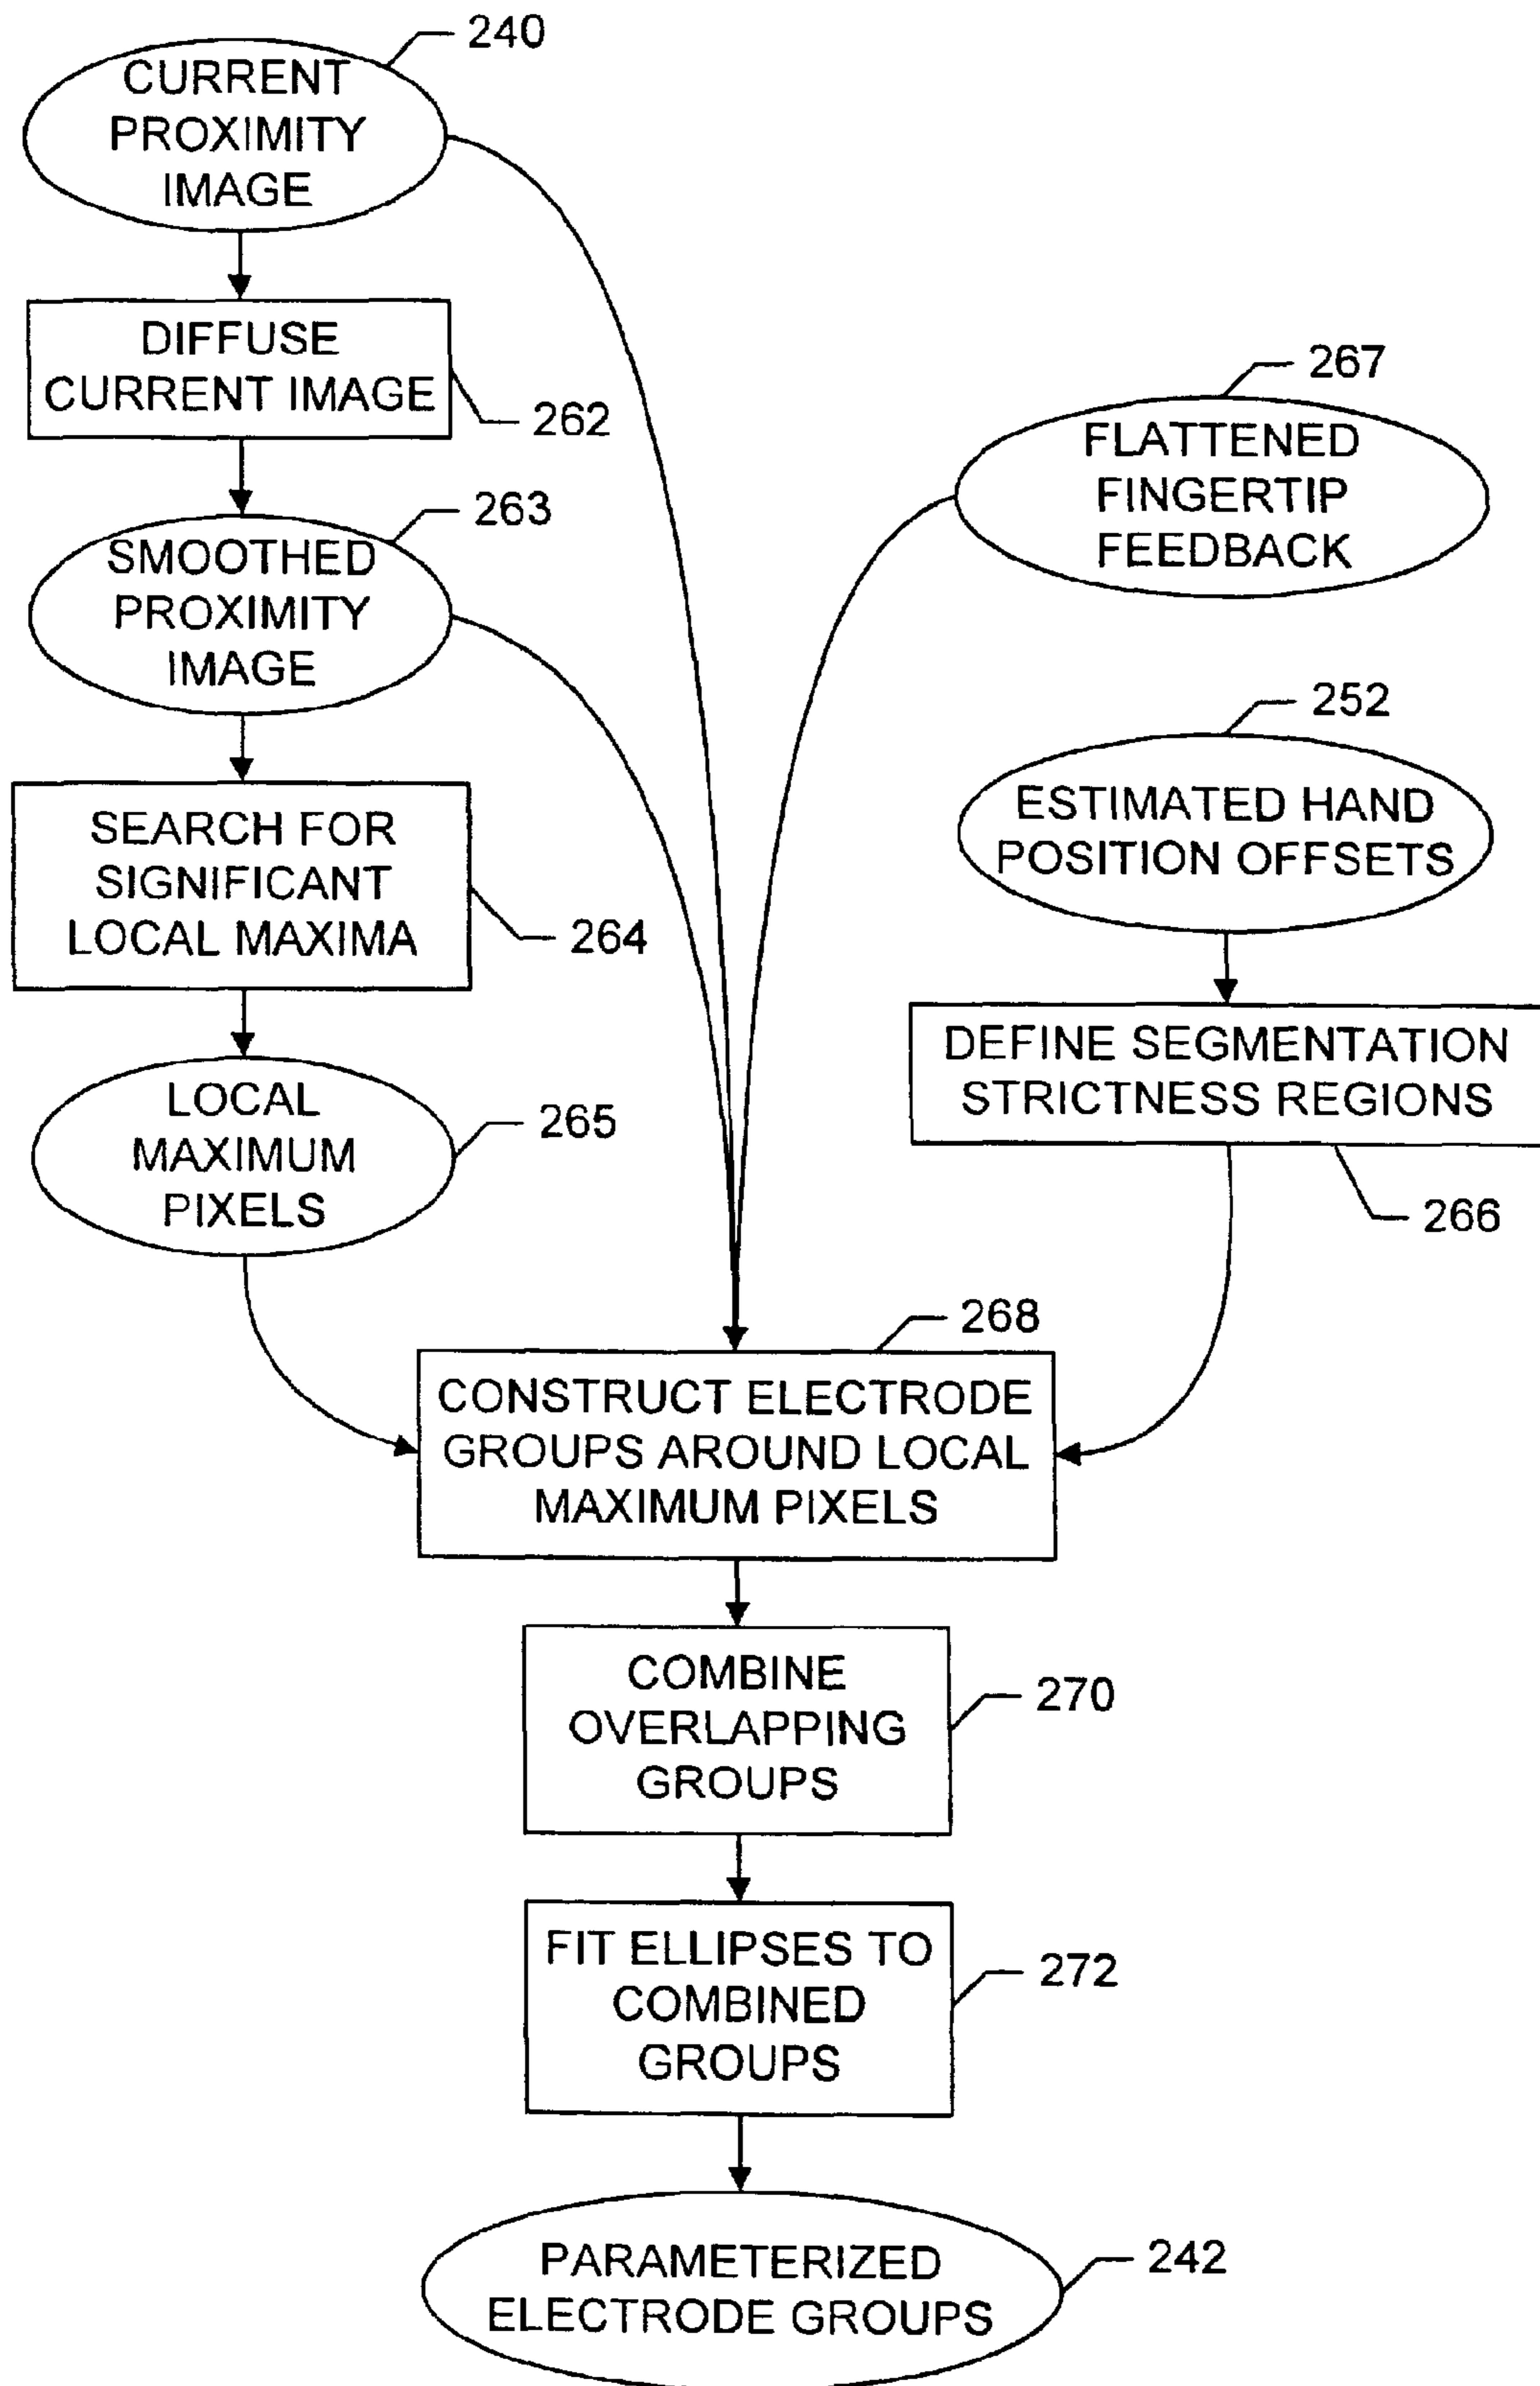 240
CURRENT
PROXIMITY
IMAGE
DIFFUSE
CURRENT IMAGE
262
267
FLATTENED
FINGERTIP
FEEDBACK
263
SMOOTHED
PROXIMITY
IMAGE
252
ESTIMATED HAND
POSITION OFFSETS
SEARCH FOR
SIGNIFICANT
LOCAL MAXIMA
264
DEFINE SEGMENTATION
STRICTNESS REGIONS
266
LOCAL
MAXIMUM
PIXELS
265
268
CONSTRUCT ELECTRODE
GROUPS AROUND LOCAL
MAXIMUM PIXELS
COMBINE
OVERLAPPING
GROUPS
270
FIT ELLIPSES TO
COMBINED
GROUPS
272
PARAMETERIZED
ELECTRODE GROUPS
242